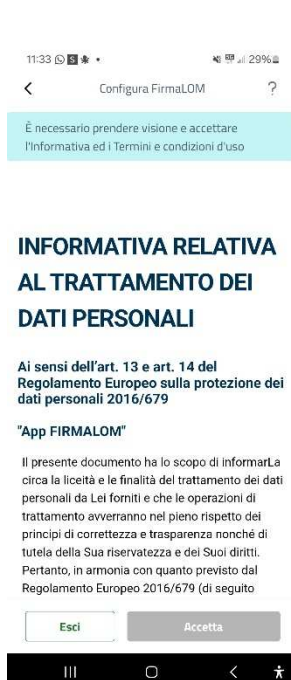 11:33 29%
Configura FirmaLOM ?
È necessario prendere visione e accettare
l'Informativa ed i Termini e condizioni d'uso
INFORMATIVA RELATIVA
AL TRATTAMENTO DEI
DATI PERSONALI
Ai sensi dell'art. 13 e art. 14 del
Regolamento Europeo sulla protezione dei
dati personali 2016/679
"App FIRMALOM"
Il presente documento ha lo scopo di informarLa
circa la liceità e le finalità del trattamento dei dati
personali da Lei forniti e che le operazioni di
trattamento avverranno nel pieno rispetto dei
principi di correttezza e trasparenza nonché di
tutela della Sua riservatezza e dei Suoi diritti.
Pertanto, in armonia con quanto previsto dal
Regolamento Europeo 2016/679 (di seguito
Esci Accetta